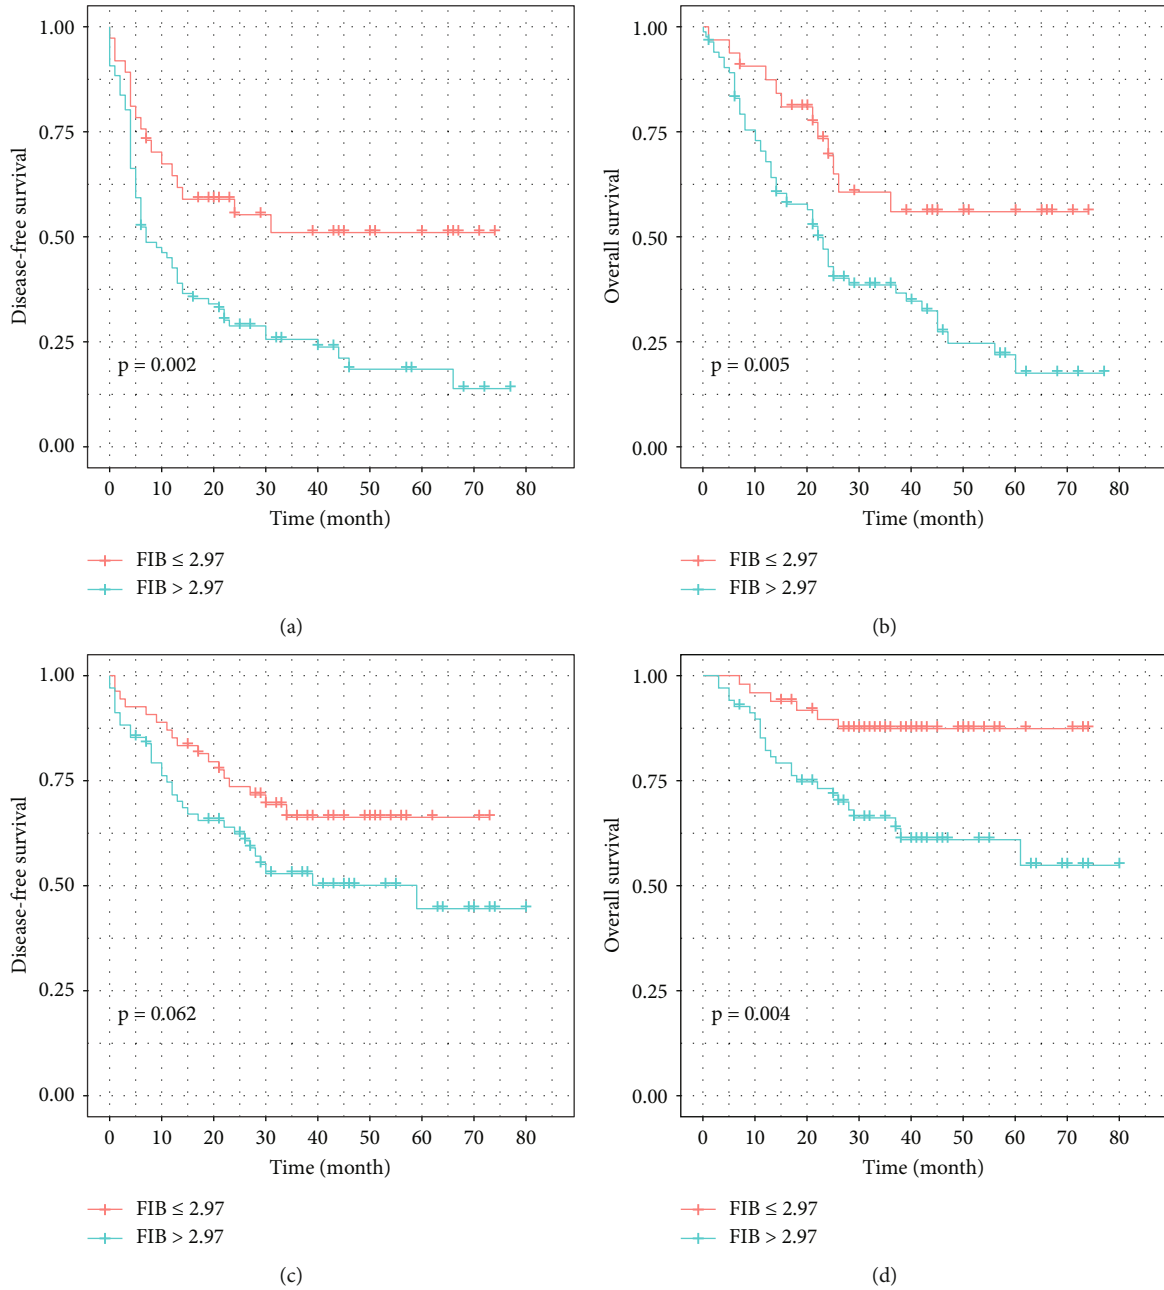 1.00
0.75
0.50
0.25
0.00
Disease-free survival
p = 0.002
0 10 20 30 40 50 60 70 80
Time (month)
FIB ≤ 2.97
FIB > 2.97
(a)
1.00
0.75
0.50
0.25
0.00
Overall survival
p = 0.005
0 10 20 30 40 50 60 70 80
Time (month)
FIB ≤ 2.97
FIB > 2.97
(b)
1.00
0.75
0.50
0.25
0.00
Disease-free survival
p = 0.062
0 10 20 30 40 50 60 70 80
Time (month)
FIB ≤ 2.97
FIB > 2.97
(c)
1.00
0.75
0.50
0.25
0.00
Overall survival
p = 0.004
0 10 20 30 40 50 60 70 80
Time (month)
FIB ≤ 2.97
FIB > 2.97
(d)